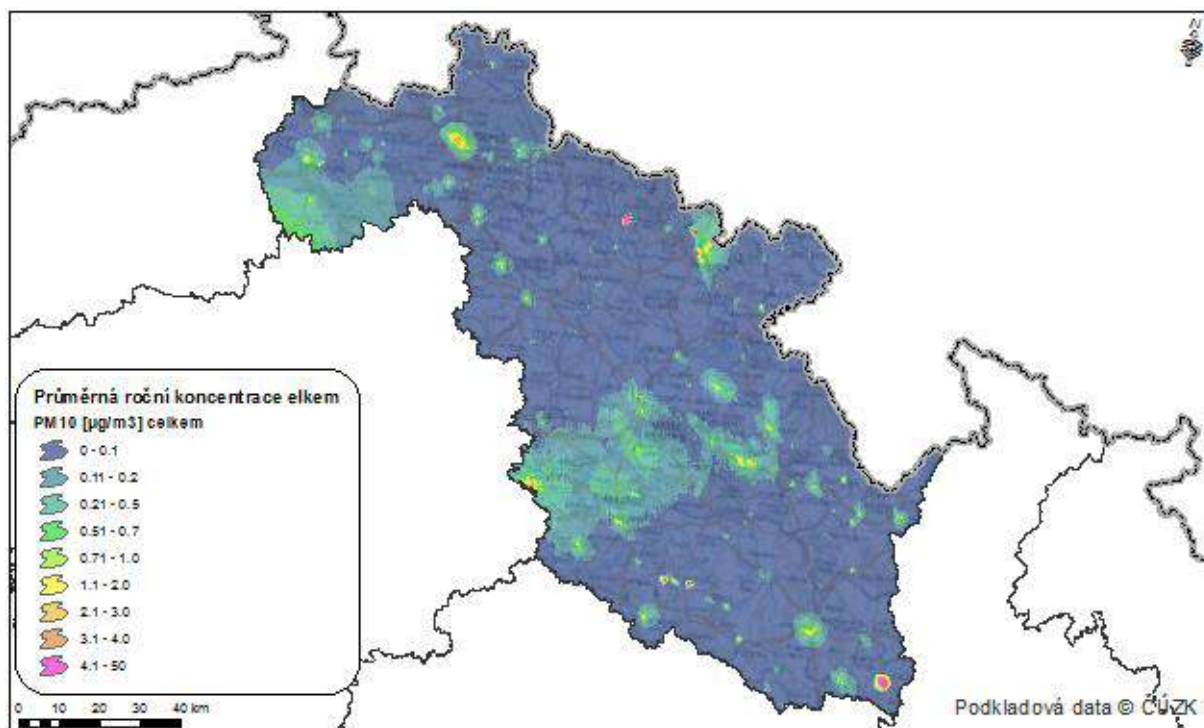 Průměrná roční koncentrace elkem
PM10 [µg/m3] celkem
0 - 0.1
0.11 - 0.2
0.21 - 0.5
0.51 - 0.7
0.71 - 1.0
1.1 - 2.0
2.1 - 3.0
3.1 - 4.0
4.1 - 50
0 10 20 30 40 km
Podkladová data © ČÚZK